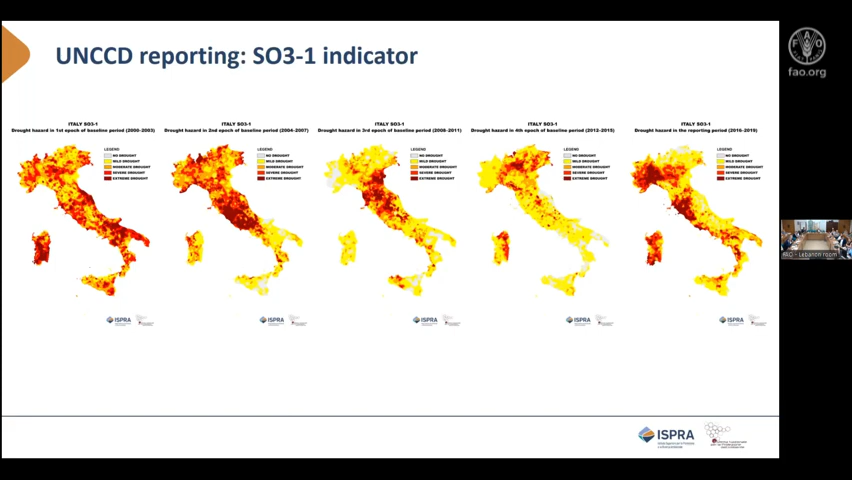 UNCCD reporting: SO3-1 indicator
FAO
fao.org
ITALY SO3-1
Drought hazard in 1st epoch of baseline period (2000-2003)
LEGEND
NO DROUGHT
MILD DROUGHT
MODERATE DROUGHT
SEVERE DROUGHT
EXTREME DROUGHT
ISPRA
ITALY SO3-1
Drought hazard in 2nd epoch of baseline period (2004-2007)
LEGEND
NO DROUGHT
MILD DROUGHT
MODERATE DROUGHT
SEVERE DROUGHT
EXTREME DROUGHT
ISPRA
ITALY SO3-1
Drought hazard in 3rd epoch of baseline period (2008-2011)
LEGEND
NO DROUGHT
MILD DROUGHT
MODERATE DROUGHT
SEVERE DROUGHT
EXTREME DROUGHT
ISPRA
ITALY SO3-1
Drought hazard in 4th epoch of baseline period (2012-2015)
LEGEND
NO DROUGHT
MILD DROUGHT
MODERATE DROUGHT
SEVERE DROUGHT
EXTREME DROUGHT
ISPRA
ITALY SO3-1
Drought hazard in the reporting period (2016-2019)
LEGEND
NO DROUGHT
MILD DROUGHT
MODERATE DROUGHT
SEVERE DROUGHT
EXTREME DROUGHT
ISPRA
FAO - Lebanon room
ISPRA